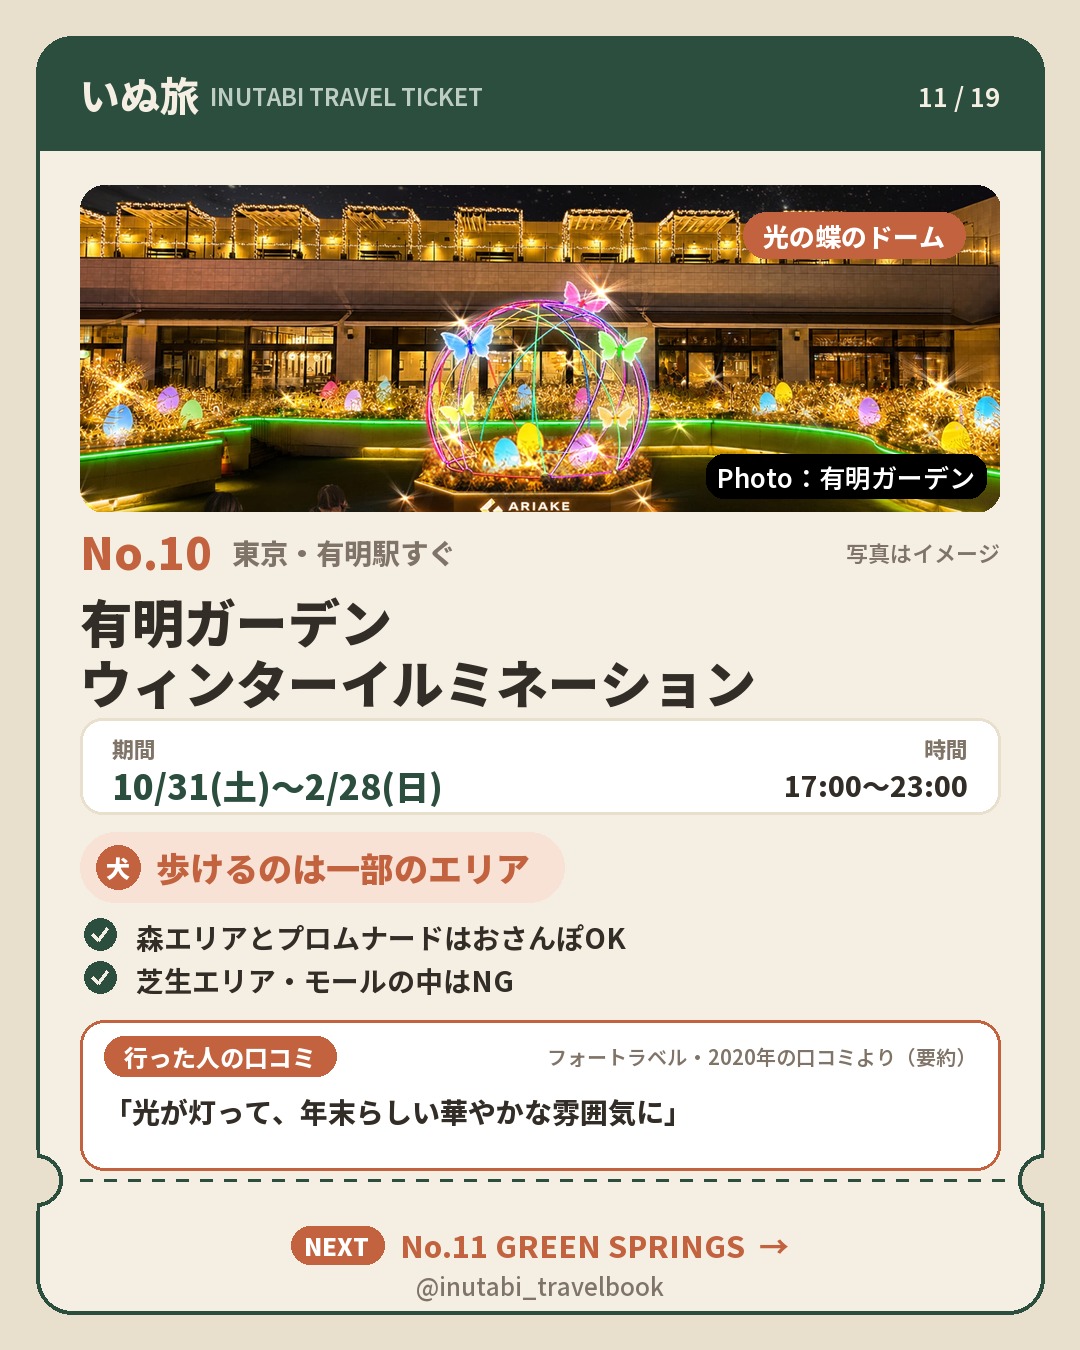 いぬ旅 INUTABI TRAVEL TICKET 11 / 19
光の蝶のドーム
ARIAKE
Photo：有明ガーデン
No.10 東京・有明駅すぐ 写真はイメージ
有明ガーデン
ウィンターイルミネーション
期間 時間
10/31(土)〜2/28(日) 17:00〜23:00
犬 歩けるのは一部のエリア
森エリアとプロムナードはおさんぽOK
芝生エリア・モールの中はNG
行った人の口コミ フォートラベル・2020年の口コミより（要約）
「光が灯って、年末らしい華やかな雰囲気に」
NEXT No.11 GREEN SPRINGS →
@inutabi_travelbook